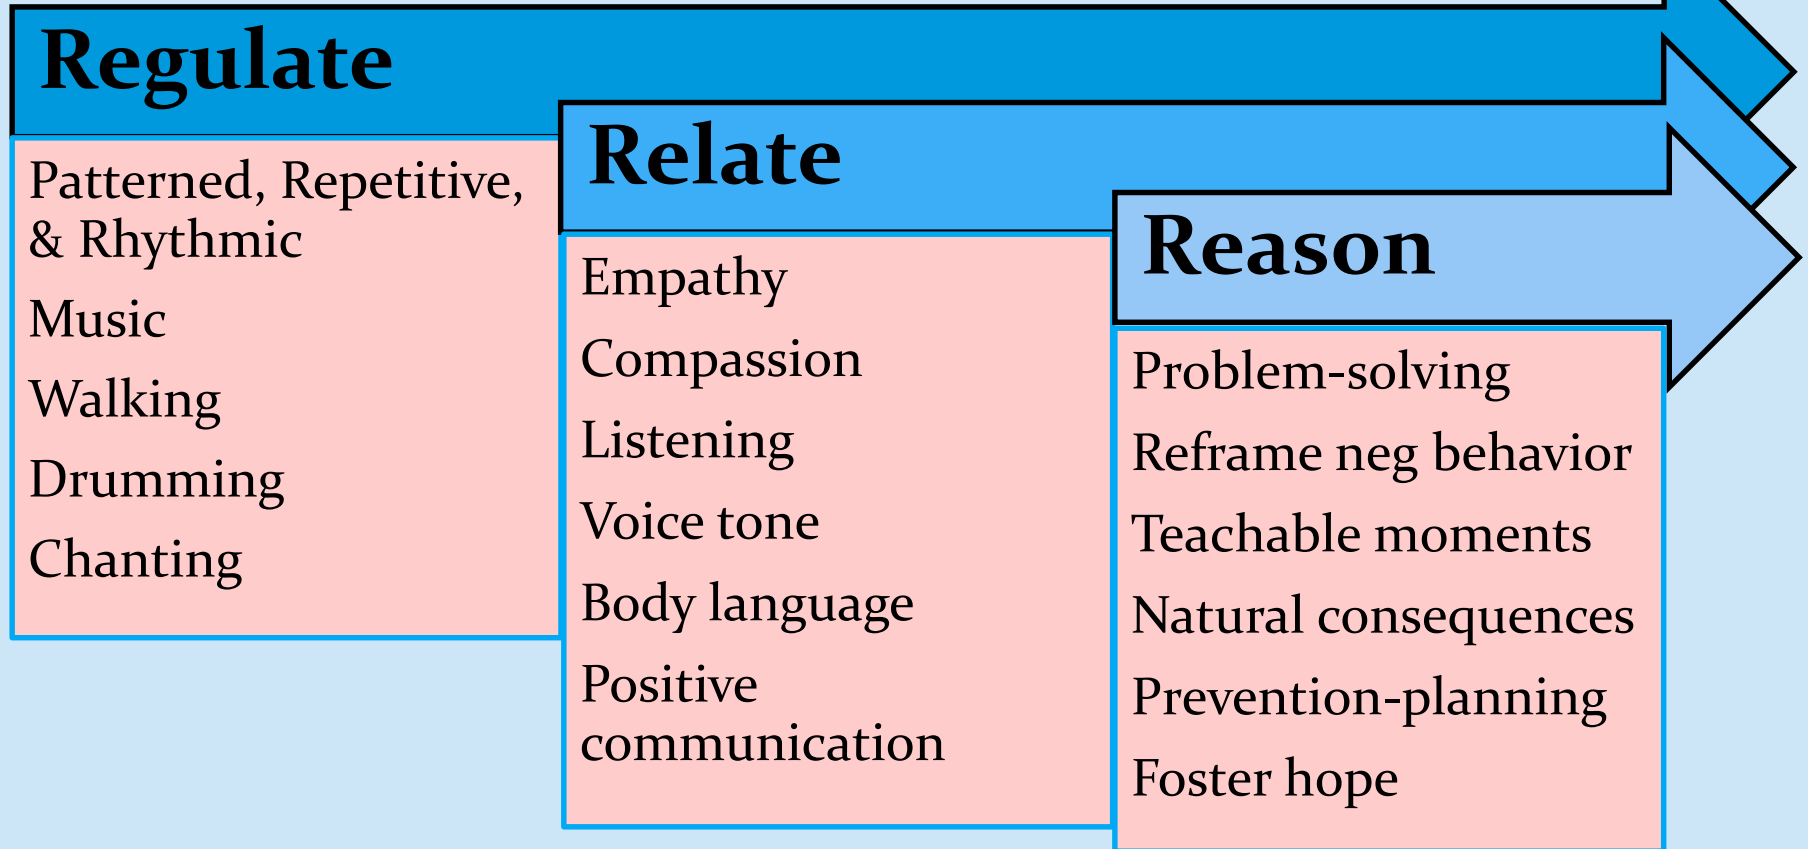 Regulate
Patterned, Repetitive,
& Rhythmic
Music
Walking
Drumming
Chanting
Relate
Empathy
Compassion
Listening
Voice tone
Body language
Positive
communication
Reason
Problem-solving
Reframe neg behavior
Teachable moments
Natural consequences
Prevention-planning
Foster hope